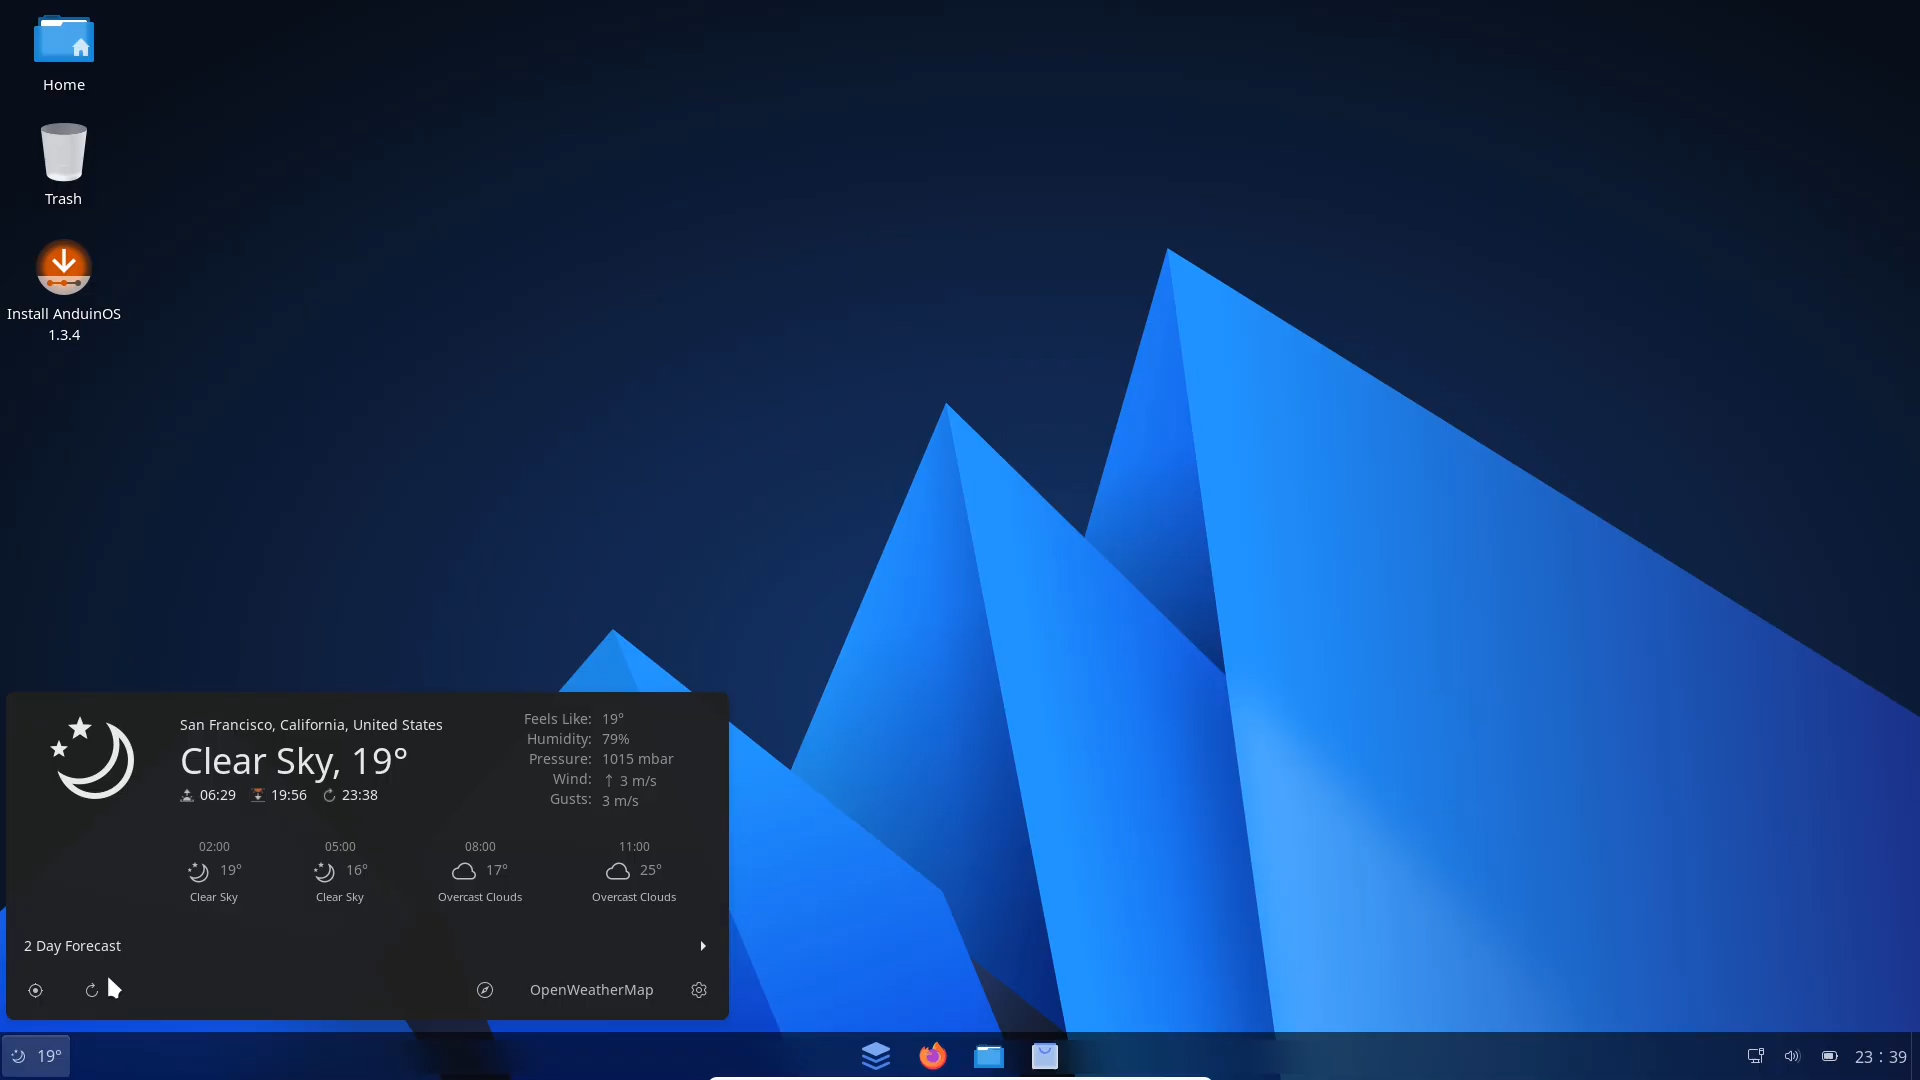 Home
Trash
Install AnduinOS
1.3.4
San Francisco, California, United States
Clear Sky, 19°
06:29 19:56 23:38
Feels Like: 19°
Humidity: 79%
Pressure: 1015 mbar
Wind: ↑ 3 m/s
Gusts: 3 m/s
02:00 05:00 08:00 11:00
19° 16° 17° 25°
Clear Sky Clear Sky Overcast Clouds Overcast Clouds
2 Day Forecast
OpenWeatherMap
19°
23 : 39